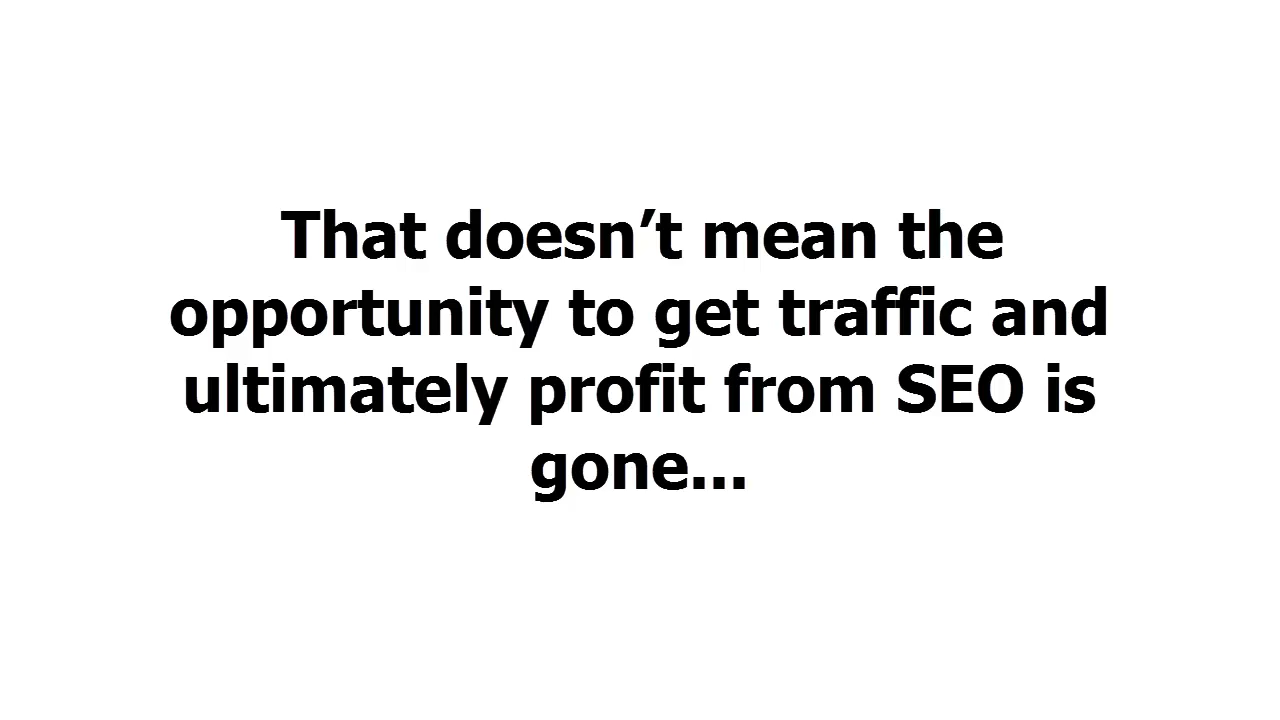 That doesn’t mean the
opportunity to get traffic and
ultimately profit from SEO is
gone...